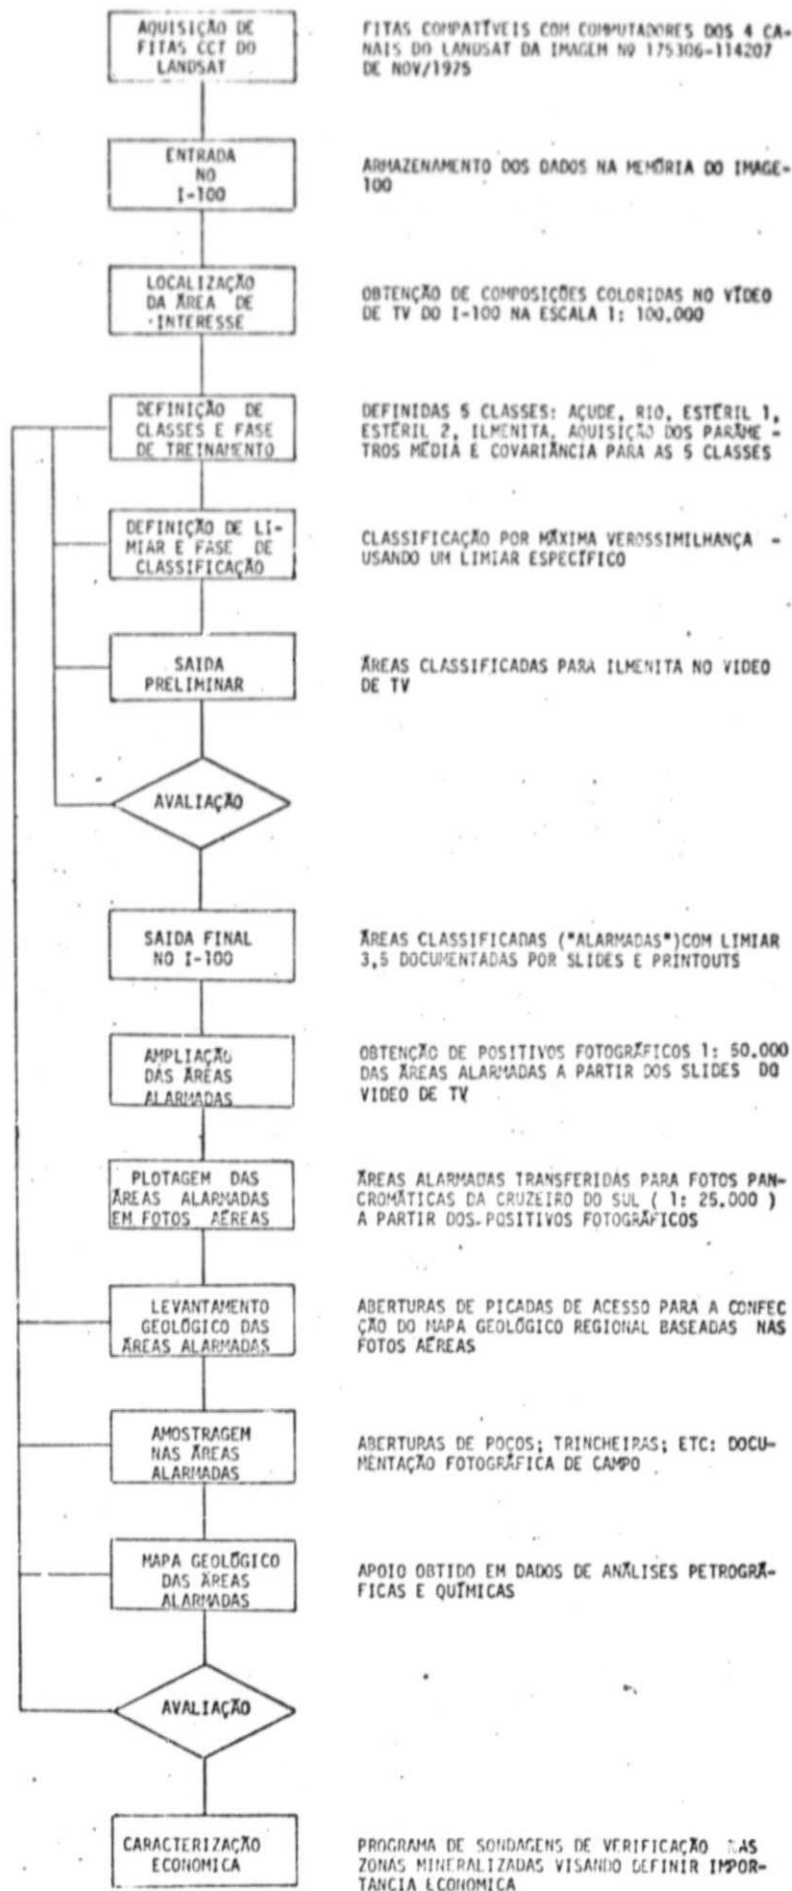 AQUISIÇÃO DE
FITAS CCT DO
LANDSAT
FITAS COMPATÍVEIS COM COMPUTADORES DOS 4 CA-
NAIS DO LANDSAT DA IMAGEM Nº 175306-114207
DE NOV/1975
ENTRADA
NO
I-100
ARMAZENAMENTO DOS DADOS NA MEMÓRIA DO IMAGE-
100
LOCALIZAÇÃO
DA ÁREA DE
INTERESSE
OBTENÇÃO DE COMPOSIÇÕES COLORIDAS NO VÍDEO
DE TV DO I-100 NA ESCALA 1: 100.000
DEFINIÇÃO DE
CLASSES E FASE
DE TREINAMENTO
DEFINIDAS 5 CLASSES: AÇUDE, RIO, ESTÉRIL 1,
ESTÉRIL 2, ILMENITA, AQUISIÇÃO DOS PARÂME -
TROS MÉDIA E COVARIÂNCIA PARA AS 5 CLASSES
DEFINIÇÃO DE LI-
MIAR E FASE DE
CLASSIFICAÇÃO
CLASSIFICAÇÃO POR MÁXIMA VEROSSIMILHANÇA -
USANDO UM LIMIAR ESPECÍFICO
SAIDA
PRELIMINAR
ÁREAS CLASSIFICADAS PARA ILMENITA NO VIDEO
DE TV
AVALIAÇÃO
SAIDA FINAL
NO I-100
ÁREAS CLASSIFICADAS ("ALARMADAS")COM LIMIAR
3,5 DOCUMENTADAS POR SLIDES E PRINTOUTS
AMPLIAÇÃO
DAS ÁREAS
ALARMADAS
OBTENÇÃO DE POSITIVOS FOTOGRÁFICOS 1: 50.000
DAS ÁREAS ALARMADAS A PARTIR DOS SLIDES DO
VIDEO DE TV
PLOTAGEM DAS
ÁREAS ALARMADAS
EM FOTOS AÉREAS
ÁREAS ALARMADAS TRANSFERIDAS PARA FOTOS PAN-
CROMÁTICAS DA CRUZEIRO DO SUL ( 1: 25.000 )
A PARTIR DOS POSITIVOS FOTOGRÁFICOS
LEVANTAMENTO
GEOLÓGICO DAS
ÁREAS ALARMADAS
ABERTURAS DE PICADAS DE ACESSO PARA A CONFEC
ÇÃO DO MAPA GEOLÓGICO REGIONAL BASEADAS NAS
FOTOS AÉREAS
AMOSTRAGEM
NAS ÁREAS
ALARMADAS
ABERTURAS DE POÇOS; TRINCHEIRAS; ETC: DOCU-
MENTAÇÃO FOTOGRÁFICA DE CAMPO
MAPA GEOLÓGICO
DAS ÁREAS
ALARMADAS
APOIO OBTIDO EM DADOS DE ANÁLISES PETROGRÁ-
FICAS E QUÍMICAS
AVALIAÇÃO
CARACTERIZAÇÃO
ECONOMICA
PROGRAMA DE SONDAGENS DE VERIFICAÇÃO NAS
ZONAS MINERALIZADAS VISANDO DEFINIR IMPOR-
TANCIA ECONOMICA